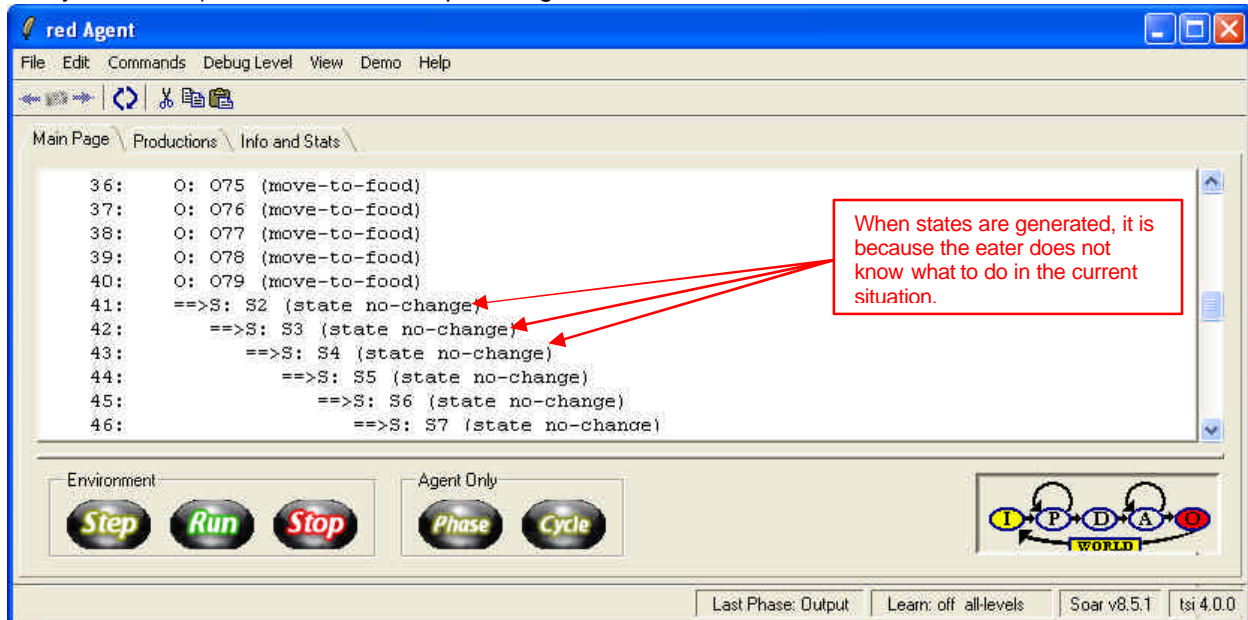 red Agent
File Edit Commands Debug Level View Demo Help
Main Page Productions Info and Stats
36: O: O75 (move-to-food)
37: O: O76 (move-to-food)
38: O: O77 (move-to-food)
39: O: O78 (move-to-food)
40: O: O79 (move-to-food)
41: ==>S: S2 (state no-change)
42: ==>S: S3 (state no-change)
43: ==>S: S4 (state no-change)
44: ==>S: S5 (state no-change)
45: ==>S: S6 (state no-change)
46: ==>S: S7 (state no-change)
When states are generated, it is
because the eater does not
know what to do in the current
situation.
Environment Agent Only
Step Run Stop Phase Cycle
I P D A O
WORLD
Last Phase: Output Learn: off all-levels Soar v8.5.1 tsi 4.0.0